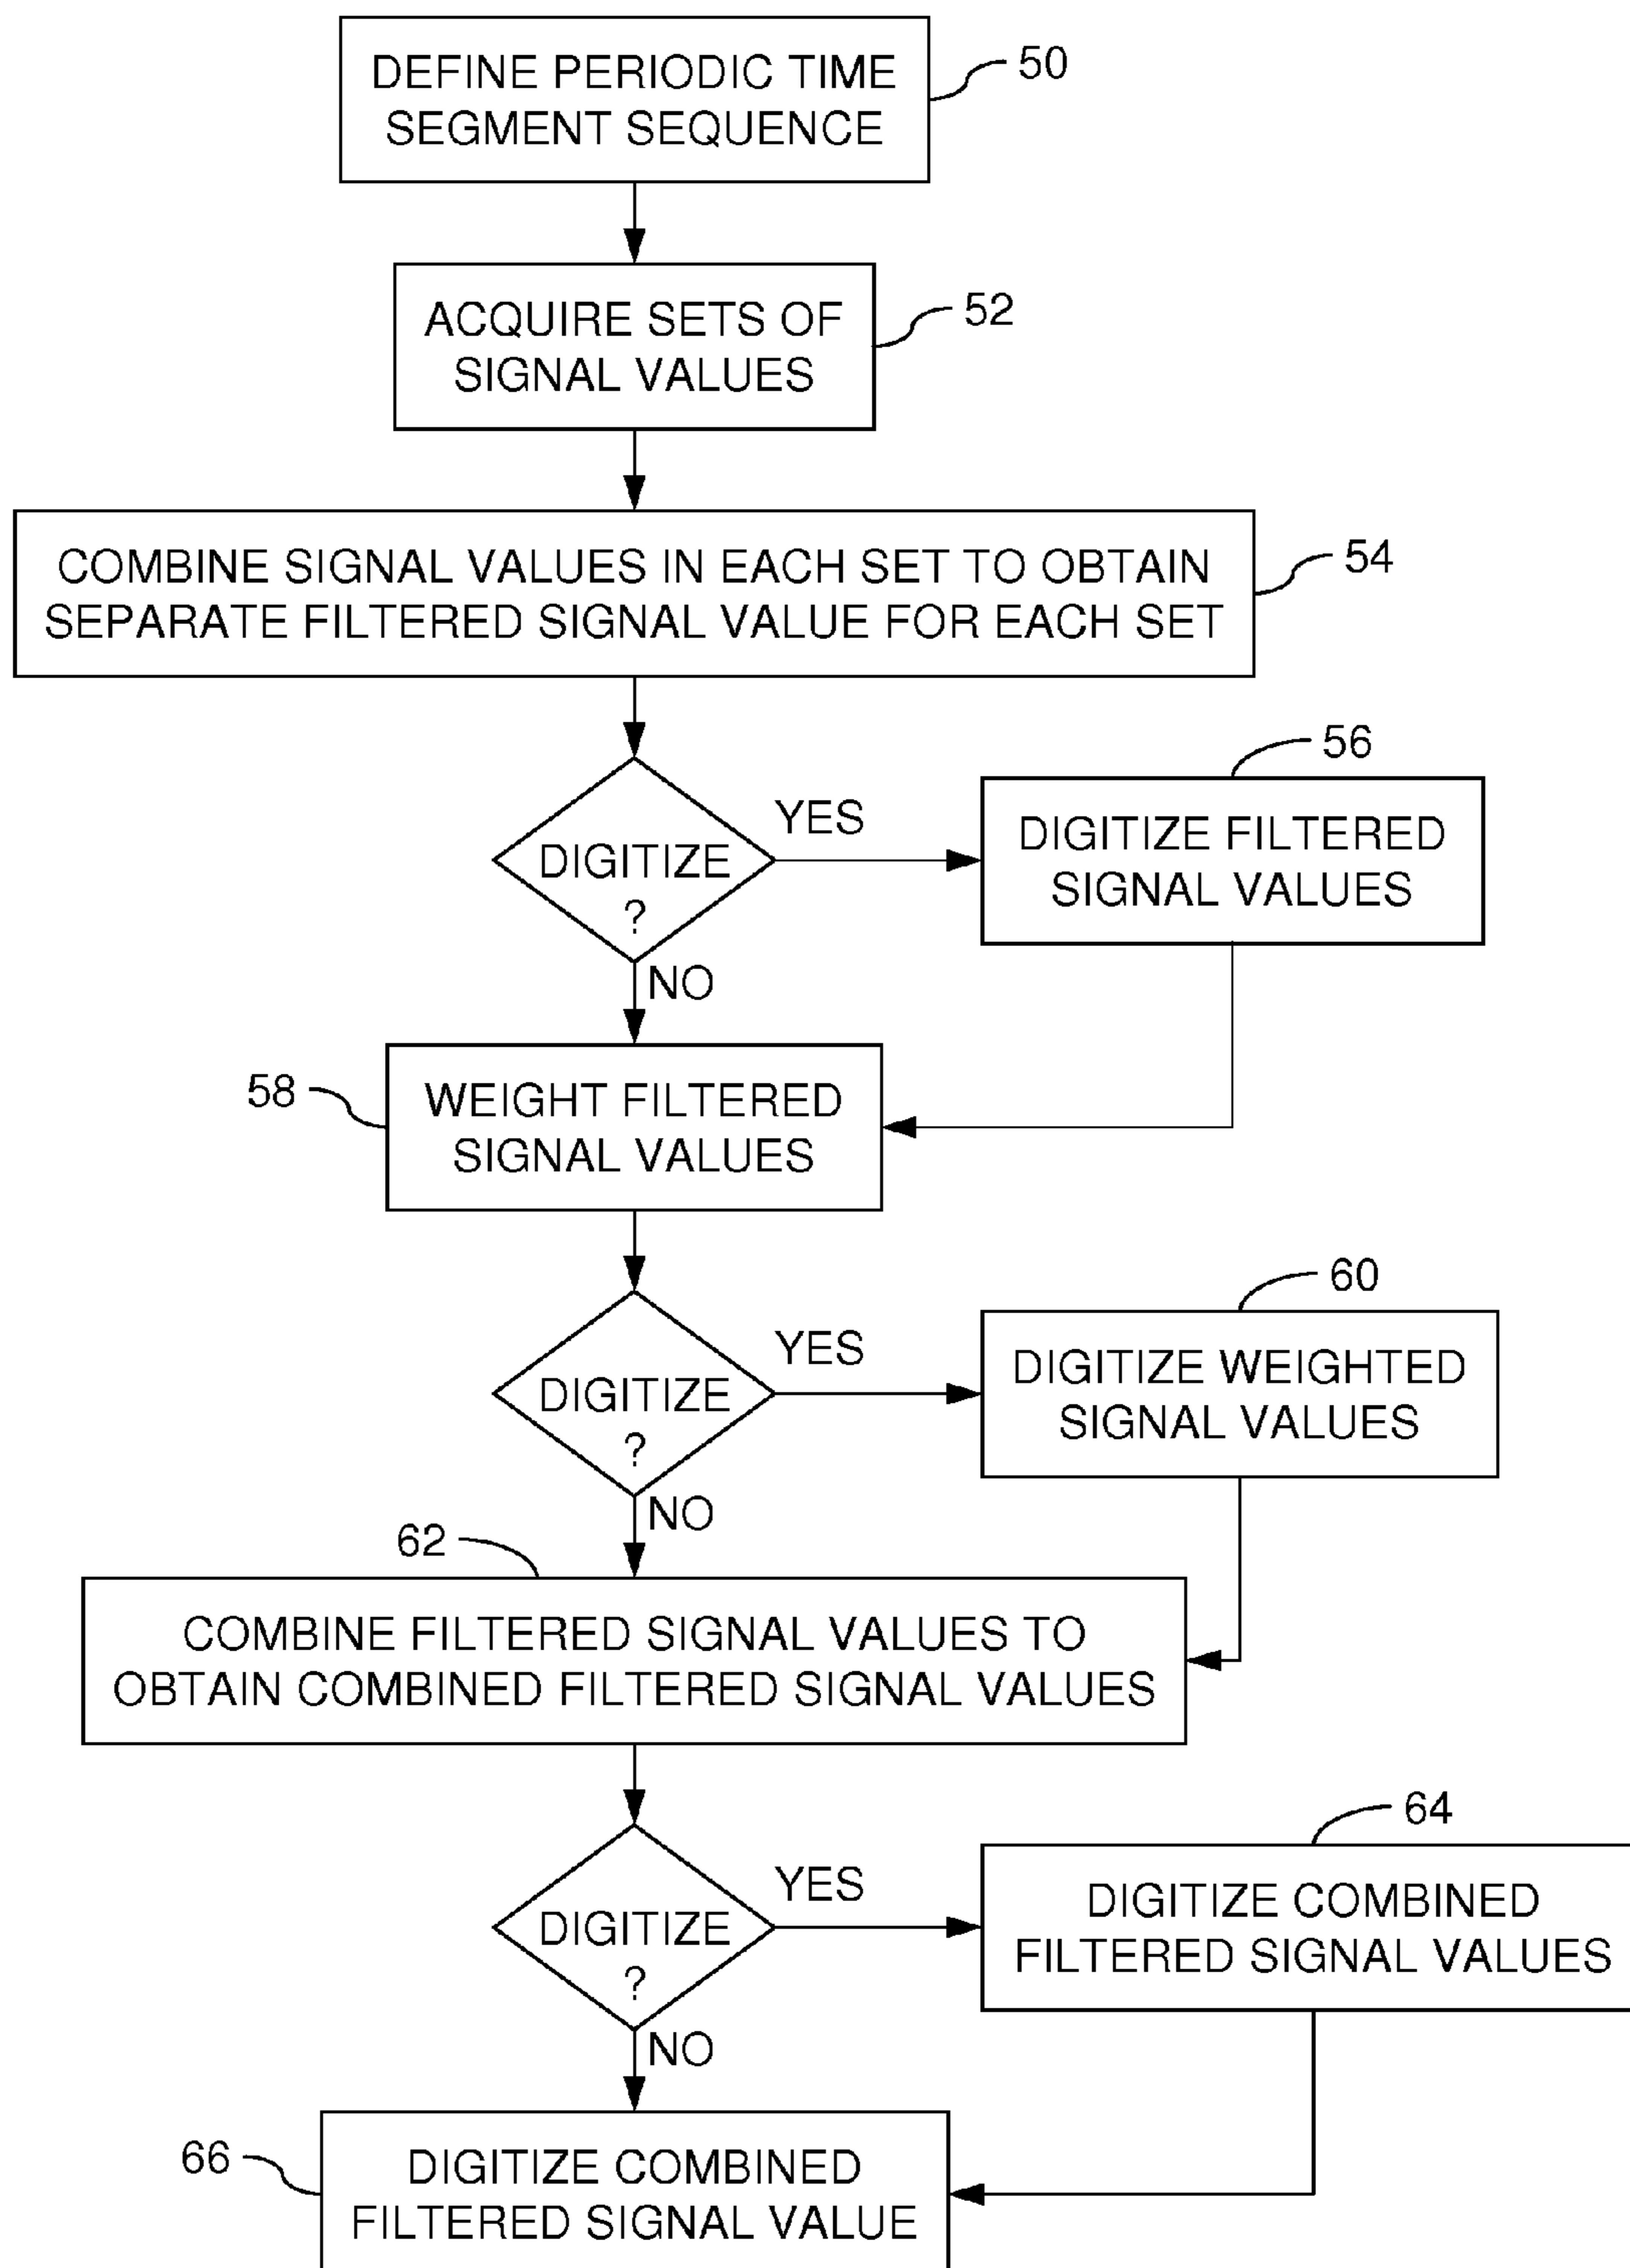 DEFINE PERIODIC TIME
SEGMENT SEQUENCE
50
ACQUIRE SETS OF
SIGNAL VALUES
52
COMBINE SIGNAL VALUES IN EACH SET TO OBTAIN
SEPARATE FILTERED SIGNAL VALUE FOR EACH SET
54
DIGITIZE
?
YES
56
DIGITIZE FILTERED
SIGNAL VALUES
NO
58
WEIGHT FILTERED
SIGNAL VALUES
DIGITIZE
?
YES
60
DIGITIZE WEIGHTED
SIGNAL VALUES
NO
62
COMBINE FILTERED SIGNAL VALUES TO
OBTAIN COMBINED FILTERED SIGNAL VALUES
DIGITIZE
?
YES
64
DIGITIZE COMBINED
FILTERED SIGNAL VALUES
NO
66
DIGITIZE COMBINED
FILTERED SIGNAL VALUE